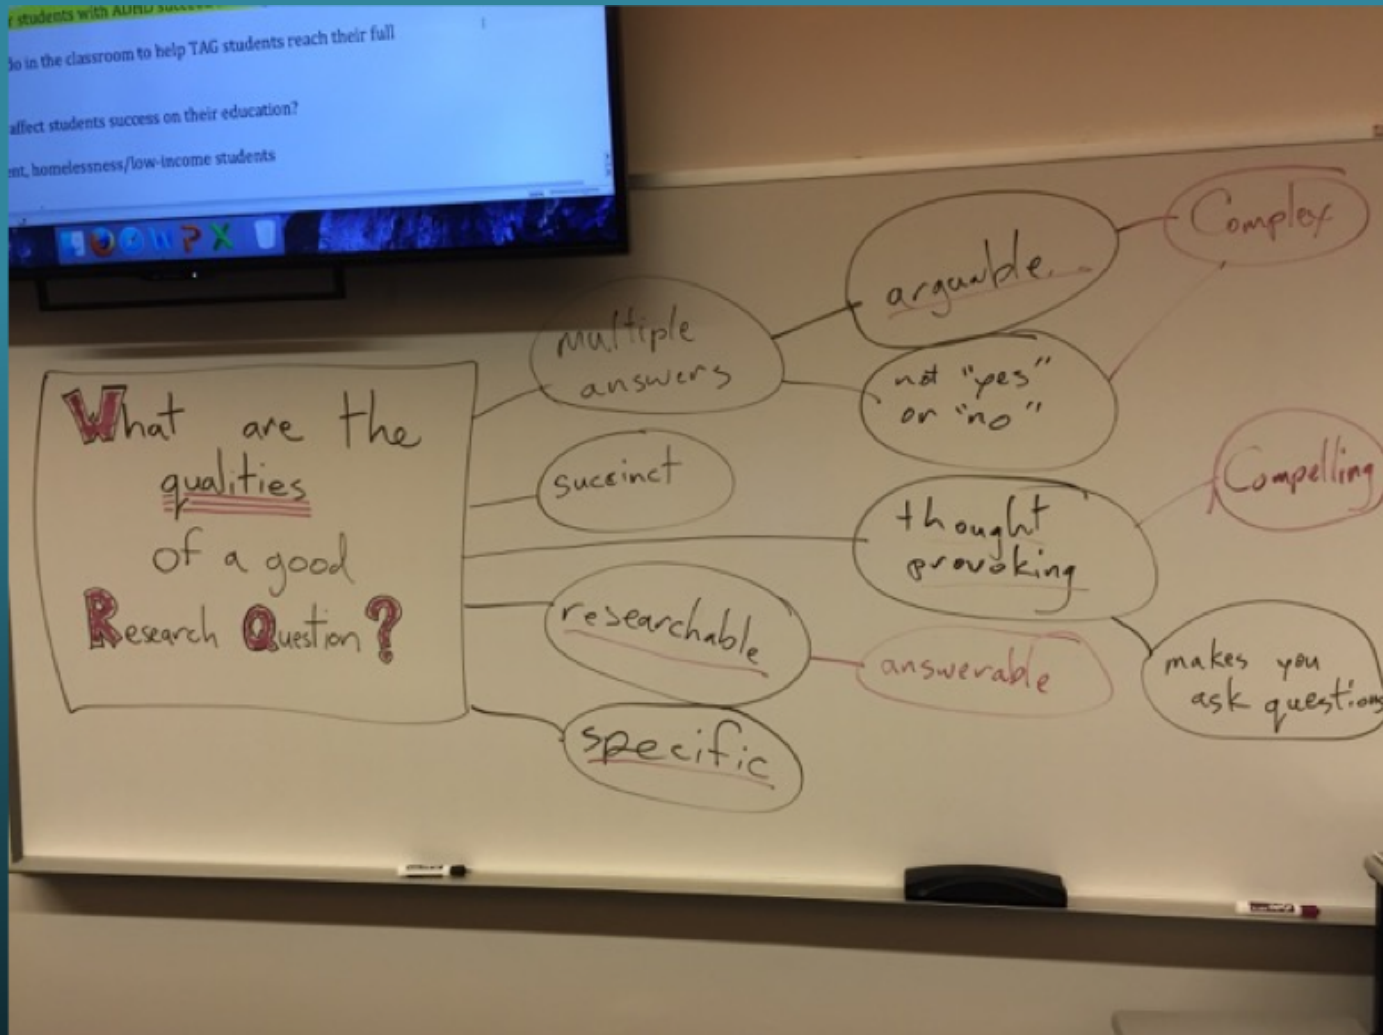 students with ADHD
do in the classroom to help TAG students reach their full
affect students success on their education?
homelessness/low-income students
What are the
qualities
of a good
Research Question?
multiple
answers
arguable
Complex
not "yes"
or "no"
succinct
thought
provoking
Compelling
makes you
ask questions
researchable
answerable
specific